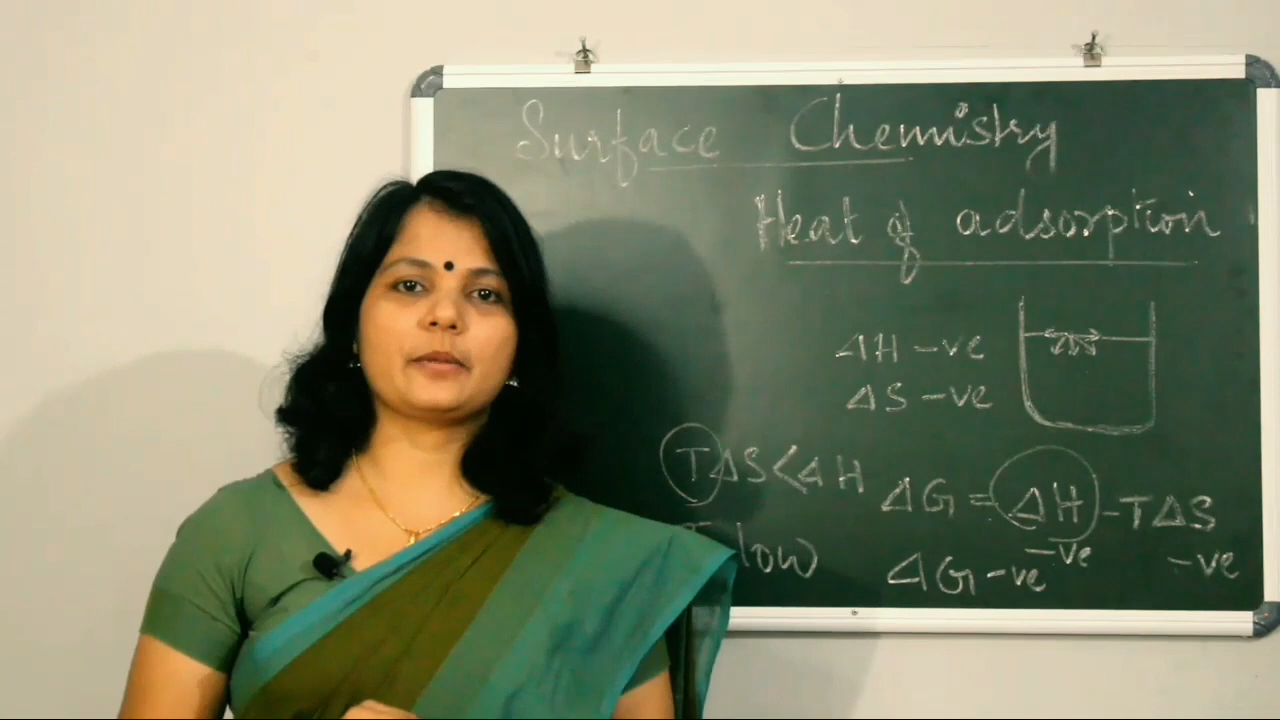 Surface Chemistry
Heat of adsorption
ΔH -ve
ΔS -ve
TΔS<ΔH
ΔG = ΔH -TΔS
-ve -ve
T low
ΔG -ve